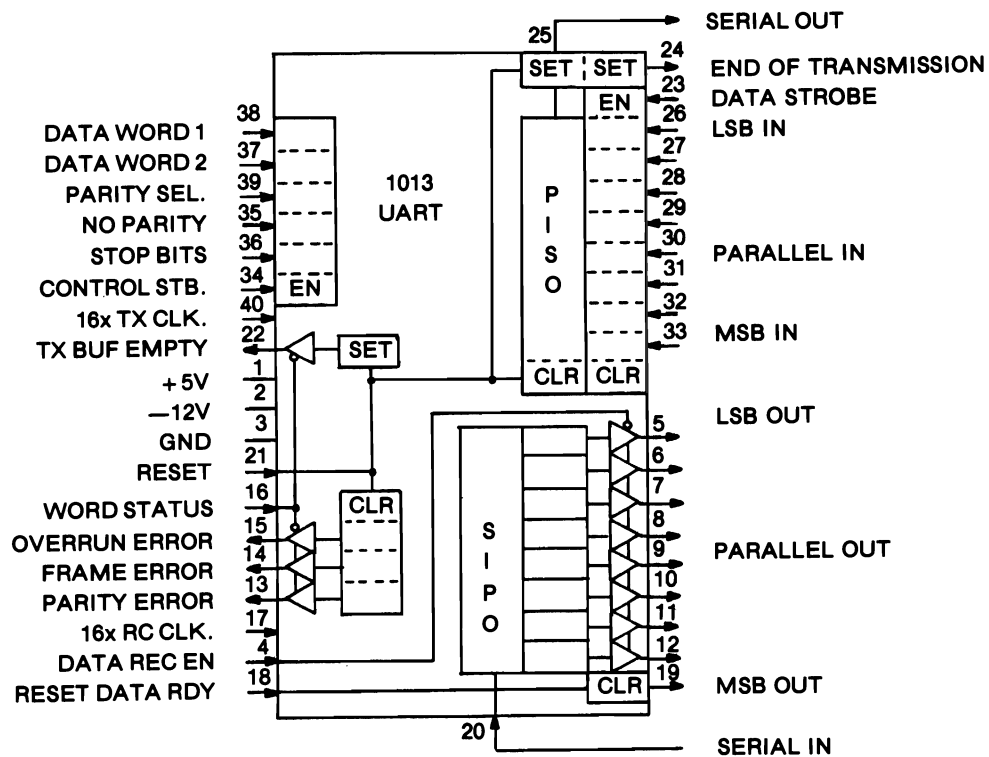 SERIAL OUT
25
24
SET SET
END OF TRANSMISSION
23
EN
DATA STROBE
38
26
DATA WORD 1
LSB IN
37
27
DATA WORD 2
39
1013
UART
28
PARITY SEL.
35
29
NO PARITY
36
30
STOP BITS
PISO
PARALLEL IN
34
31
CONTROL STB.
EN
40
32
16x TX CLK.
22
33
MSB IN
TX BUF EMPTY
SET
1
CLR CLR
+5V
2
–12V
LSB OUT
3
5
GND
21
6
RESET
16
7
WORD STATUS
CLR
15
8
OVERRUN ERROR
SIPO
14
9
PARALLEL OUT
FRAME ERROR
13
10
PARITY ERROR
17
11
16x RC CLK.
4
12
DATA REC EN
18
19
RESET DATA RDY
CLR
MSB OUT
20
SERIAL IN